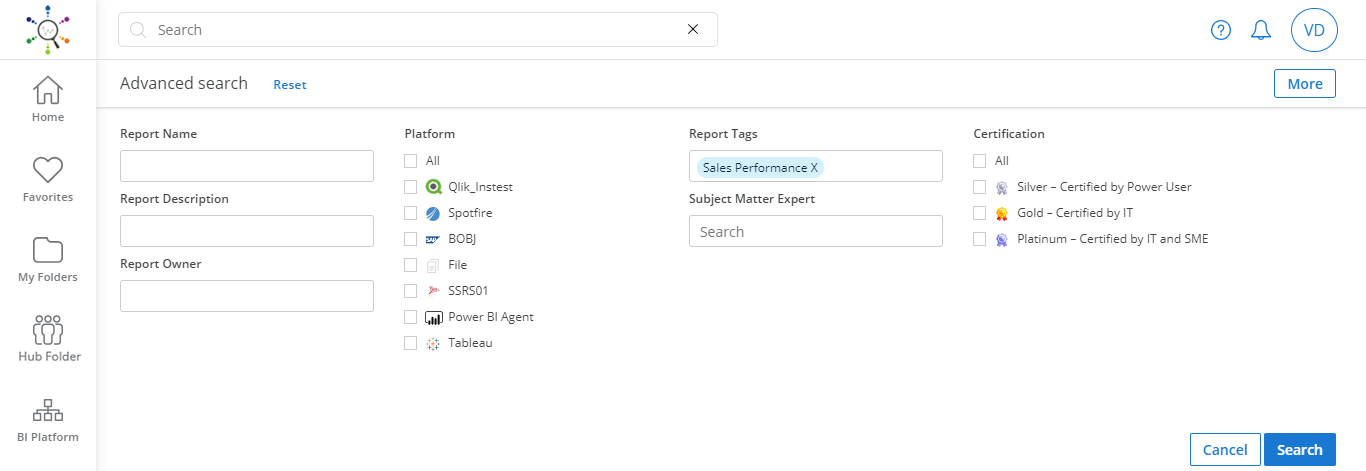 Search
VD
Advanced search
Reset
More
Home
Favorites
My Folders
Hub Folder
BI Platform
Report Name
Report Description
Report Owner
Platform
All
Qlik_Instest
Spotfire
BOBJ
File
SSRS01
Power BI Agent
Tableau
Report Tags
Sales Performance X
Subject Matter Expert
Search
Certification
All
Silver – Certified by Power User
Gold – Certified by IT
Platinum – Certified by IT and SME
Cancel
Search